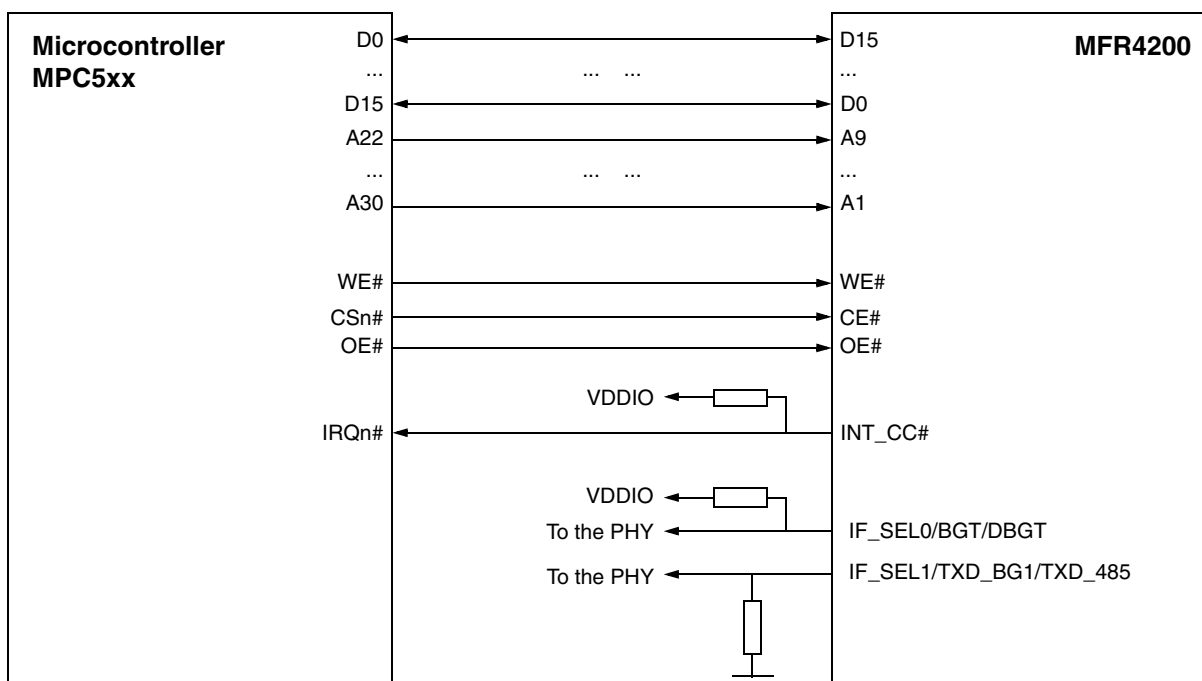 Microcontroller
MPC5xx
MFR4200
D0 D15
... ... ... ...
D15 D0
A22 A9
... ... ... ...
A30 A1
WE# WE#
CSn# CE#
OE# OE#
VDDIO
IRQn# INT_CC#
VDDIO
To the PHY IF_SEL0/BGT/DBGT
To the PHY IF_SEL1/TXD_BG1/TXD_485